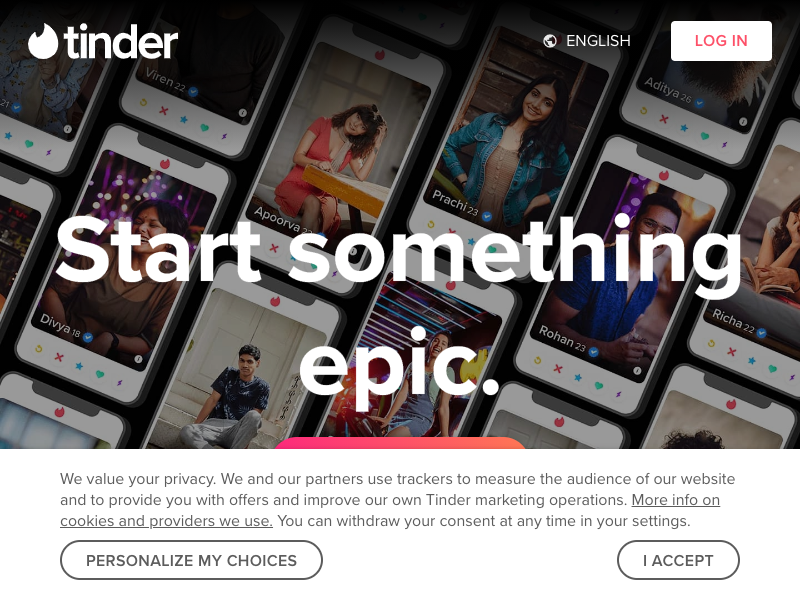 tinder
ENGLISH
LOG IN
21
Viren 22
Aditya 26
Prachi 23
Apoorva 22
Start something
epic.
Divya 18
Rohan 23
Richa 22
We value your privacy. We and our partners use trackers to measure the audience of our website
and to provide you with offers and improve our own Tinder marketing operations. More info on
cookies and providers we use. You can withdraw your consent at any time in your settings.
PERSONALIZE MY CHOICES
I ACCEPT